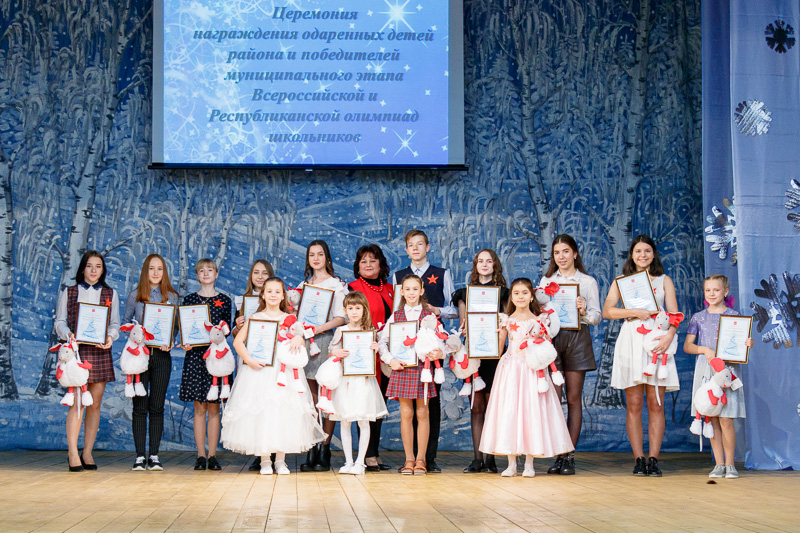 Церемония
награждения одаренных детей
района и победителей
муниципального этапа
Всероссийской и
Республиканской олимпиад
школьников